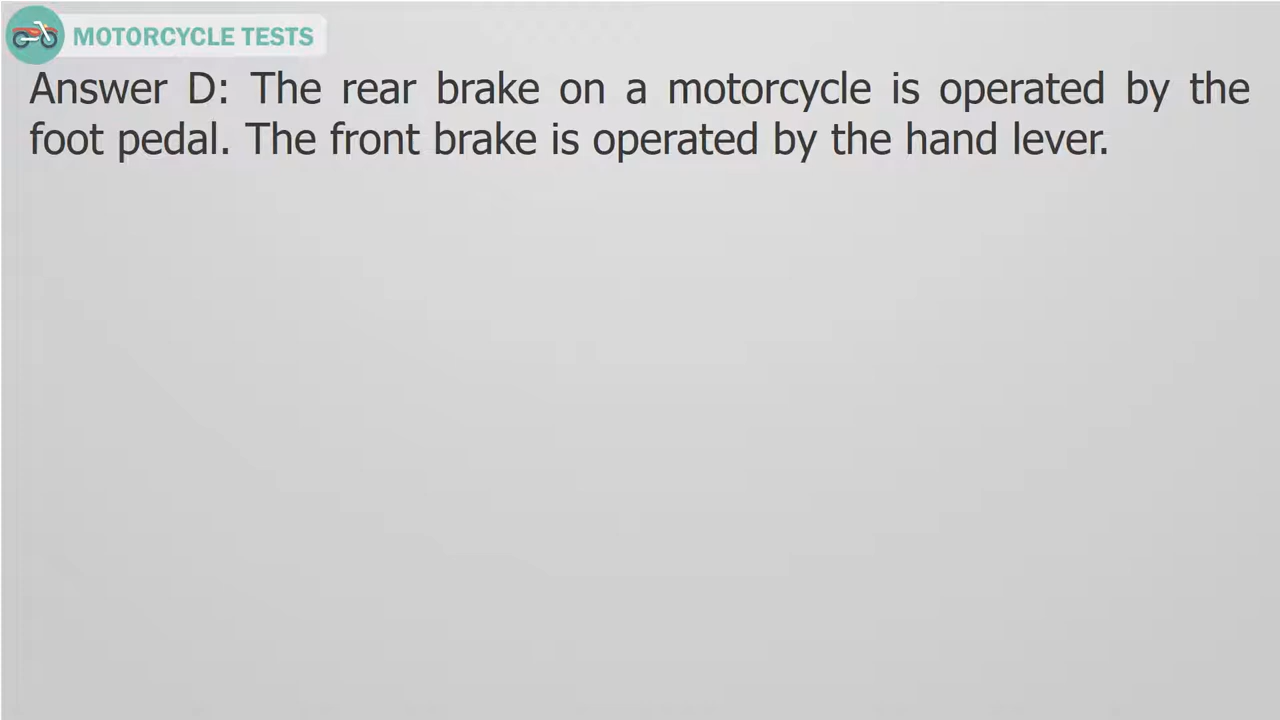 MOTORCYCLE TESTS
Answer D: The rear brake on a motorcycle is operated by the
foot pedal. The front brake is operated by the hand lever.